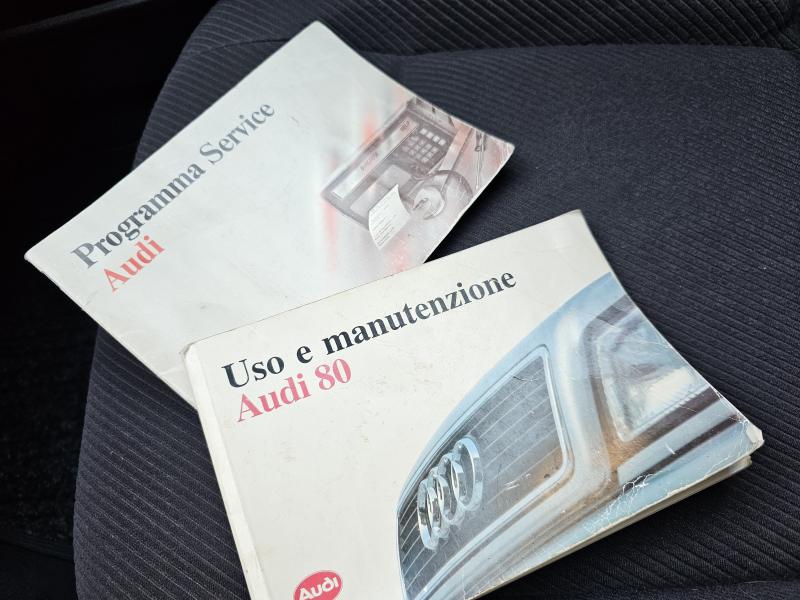 Programma Service
Audi
Uso e manutenzione
Audi 80
Audi